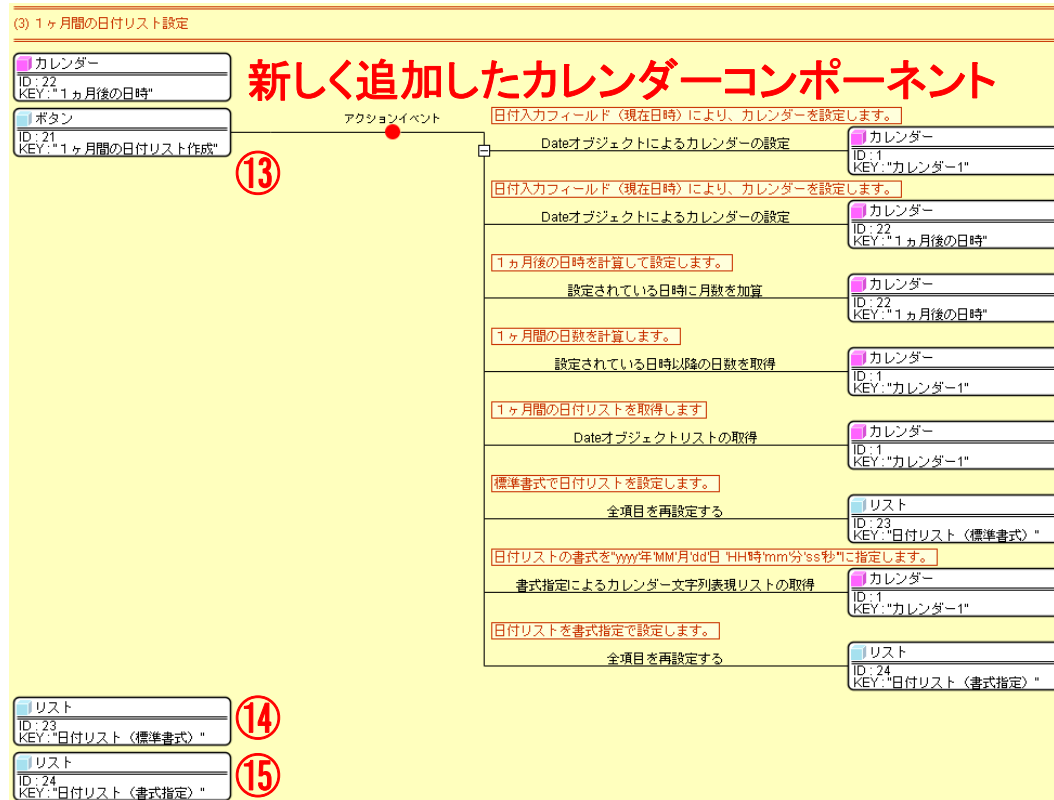 (3) 1ヶ月間の日付リスト設定
カレンダー
ID : 22
KEY : "1ヵ月後の日時"
新しく追加したカレンダーコンポーネント
ボタン
ID : 21
KEY : "1ヶ月間の日付リスト作成"
⑬
アクションイベント
日付入力フィールド（現在日時）により、カレンダーを設定します。
Dateオブジェクトによるカレンダーの設定
カレンダー
ID : 1
KEY : "カレンダー1"
日付入力フィールド（現在日時）により、カレンダーを設定します。
Dateオブジェクトによるカレンダーの設定
カレンダー
ID : 22
KEY : "1ヵ月後の日時"
1ヵ月後の日時を計算して設定します。
設定されている日時に月数を加算
カレンダー
ID : 22
KEY : "1ヵ月後の日時"
1ヶ月間の日数を計算します。
設定されている日時以降の日数を取得
カレンダー
ID : 1
KEY : "カレンダー1"
1ヶ月間の日付リストを取得します
Dateオブジェクトリストの取得
カレンダー
ID : 1
KEY : "カレンダー1"
標準書式で日付リストを設定します。
全項目を再設定する
リスト
ID : 23
KEY : "日付リスト（標準書式）"
日付リストの書式を"yyyy'年'MM'月'dd'日 'HH'時'mm'分'ss'秒'"に指定します。
書式指定によるカレンダー文字列表現リストの取得
カレンダー
ID : 1
KEY : "カレンダー1"
日付リストを書式指定で設定します。
全項目を再設定する
リスト
ID : 24
KEY : "日付リスト（書式指定）"
リスト
ID : 23
KEY : "日付リスト（標準書式）"
⑭
リスト
ID : 24
KEY : "日付リスト（書式指定）"
⑮